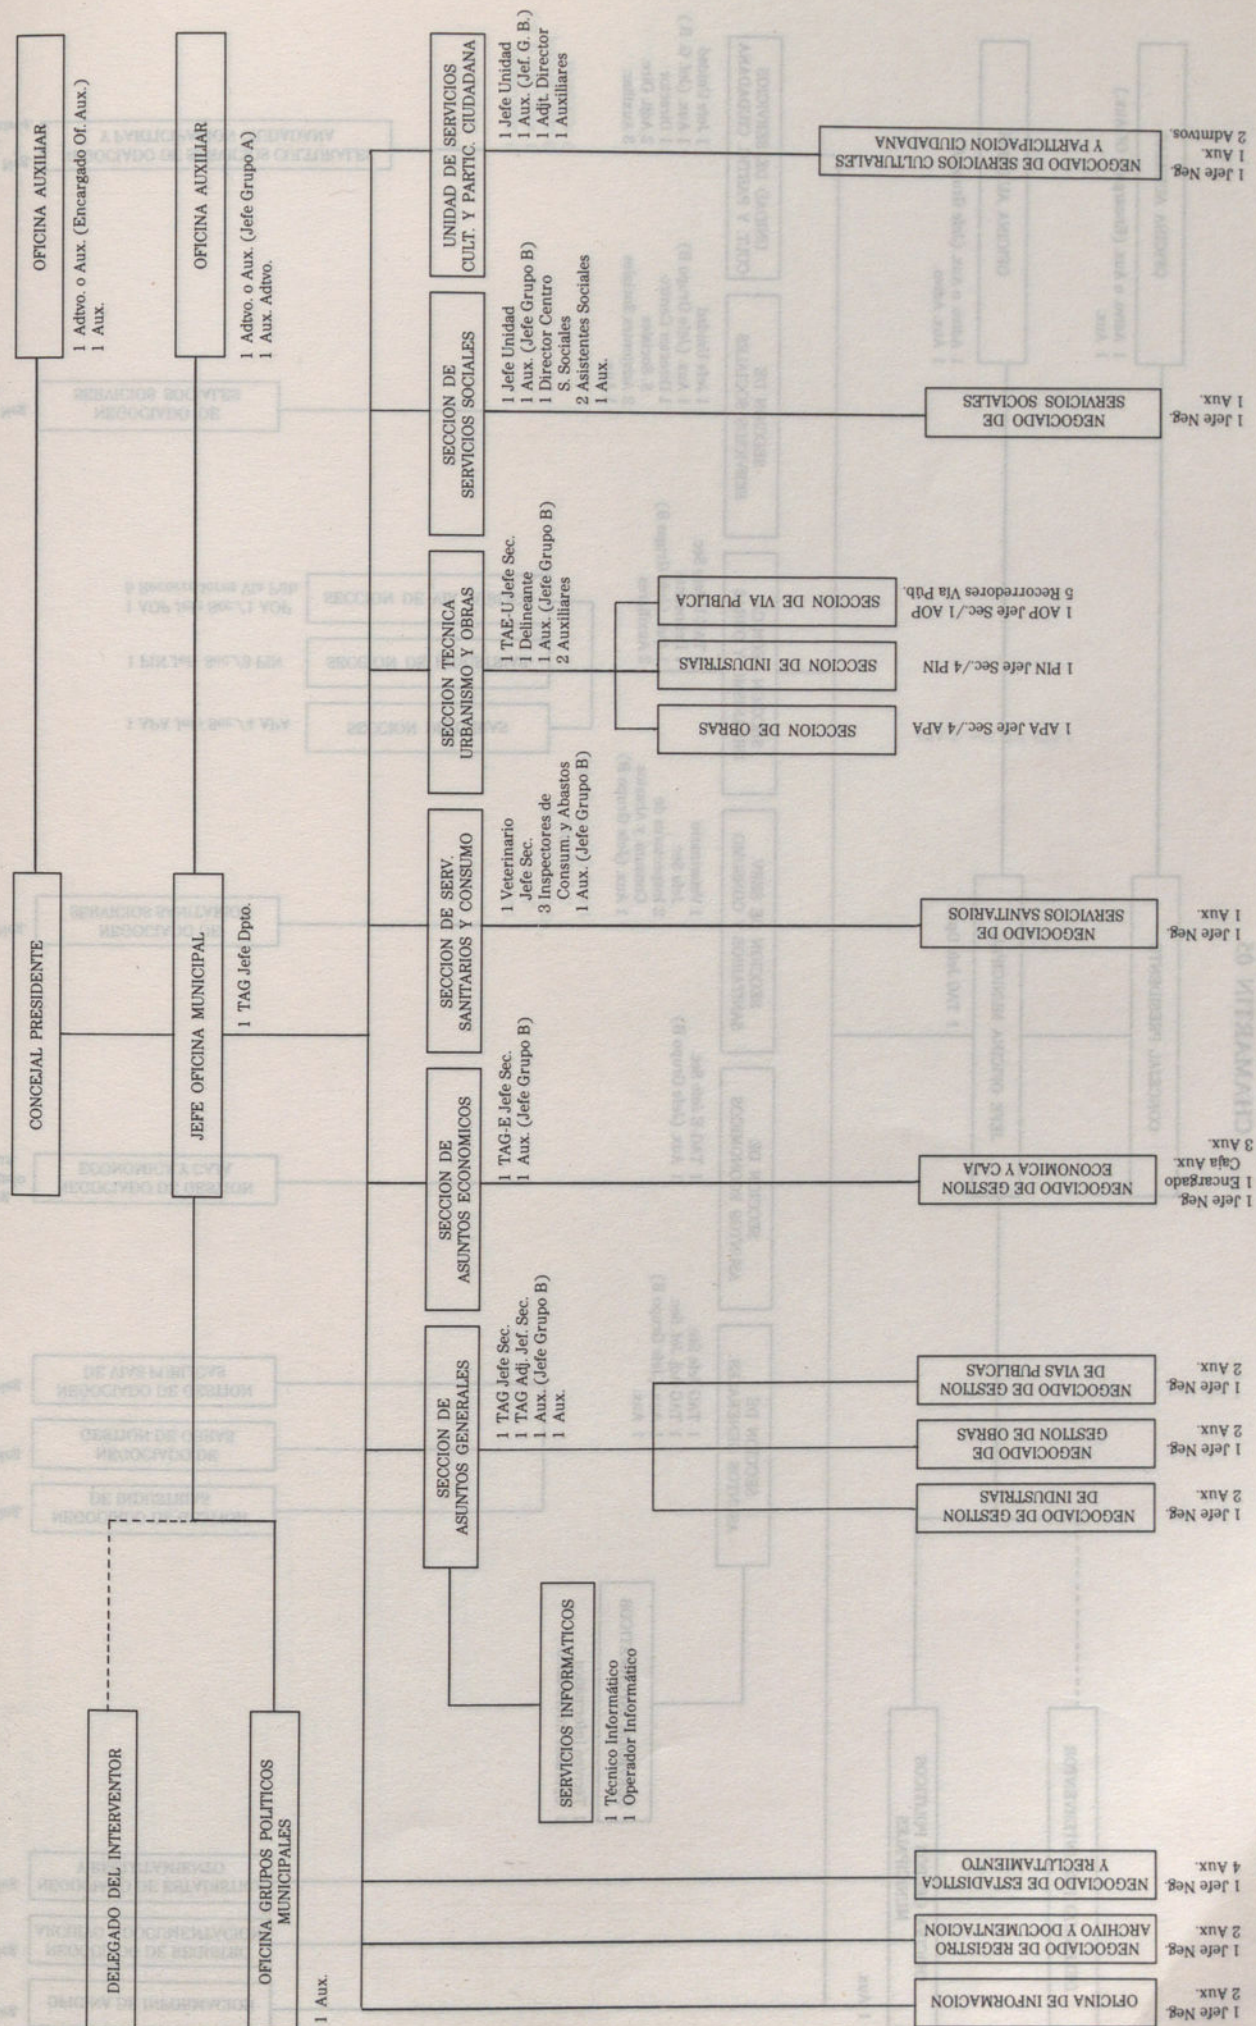 CONCEJAL PRESIDENTE
OFICINA AUXILIAR
1 Adtvo. o Aux. (Encargado Of. Aux.)
1 Aux.
DELEGADO DEL INTERVENTOR
JEFE OFICINA MUNICIPAL
1 TAG Jefe Dpto.
OFICINA AUXILIAR
1 Adtvo. o Aux. (Jefe Grupo A)
1 Aux. Adtvo.
OFICINA GRUPOS POLITICOS
MUNICIPALES
1 Aux.
SECCION DE
ASUNTOS GENERALES
1 TAG Jefe Sec.
1 TAG Adj. Jef. Sec.
1 Aux. (Jefe Grupo B)
1 Aux.
SECCION DE
ASUNTOS ECONOMICOS
1 TAG-E Jefe Sec.
1 Aux. (Jefe Grupo B)
SECCION DE SERV.
SANITARIOS Y CONSUMO
1 Veterinario
Jefe Sec.
3 Inspectores de
Consum. y Abastos
1 Aux. (Jefe Grupo B)
SECCION TECNICA
URBANISMO Y OBRAS
1 TAE-U Jefe Sec.
1 Delineante
1 Aux. (Jefe Grupo B)
2 Auxiliares
SECCION DE
SERVICIOS SOCIALES
1 Jefe Unidad
1 Aux. (Jefe Grupo B)
1 Director Centro
S. Sociales
2 Asistentes Sociales
1 Aux.
UNIDAD DE SERVICIOS
CULT. Y PARTIC. CIUDADANA
1 Jefe Unidad
1 Aux. (Jef. G. B.)
1 Adjt. Director
1 Auxiliares
SERVICIOS INFORMATICOS
1 Técnico Informático
1 Operador Informático
SECCION DE OBRAS
1 APA Jefe Sec./4 APA
SECCION DE INDUSTRIAS
1 PIN Jefe Sec./4 PIN
SECCION DE VIA PUBLICA
1 AOP Jefe Sec./1 AOP
5 Recorredores Vía Púb.
OFICINA DE INFORMACION
1 Jefe Neg.
2 Aux.
NEGOCIADO DE REGISTRO
ARCHIVO Y DOCUMENTACION
1 Jefe Neg.
2 Aux.
NEGOCIADO DE ESTADISTICA
Y RECLUTAMIENTO
1 Jefe Neg.
4 Aux.
NEGOCIADO DE GESTION
DE INDUSTRIAS
1 Jefe Neg.
2 Aux.
NEGOCIADO DE
GESTION DE OBRAS
1 Jefe Neg.
2 Aux.
NEGOCIADO DE GESTION
DE VIAS PUBLICAS
1 Jefe Neg.
2 Aux.
NEGOCIADO DE GESTION
ECONOMICA Y CAJA
1 Jefe Neg.
1 Encargado
Caja Aux.
3 Aux.
NEGOCIADO DE
SERVICIOS SANITARIOS
1 Jefe Neg.
1 Aux.
NEGOCIADO DE
SERVICIOS SOCIALES
1 Jefe Neg.
1 Aux.
NEGOCIADO DE SERVICIOS CULTURALES
Y PARTICIPACION CIUDADANA
1 Jefe Neg.
1 Aux.
2 Admtvos.